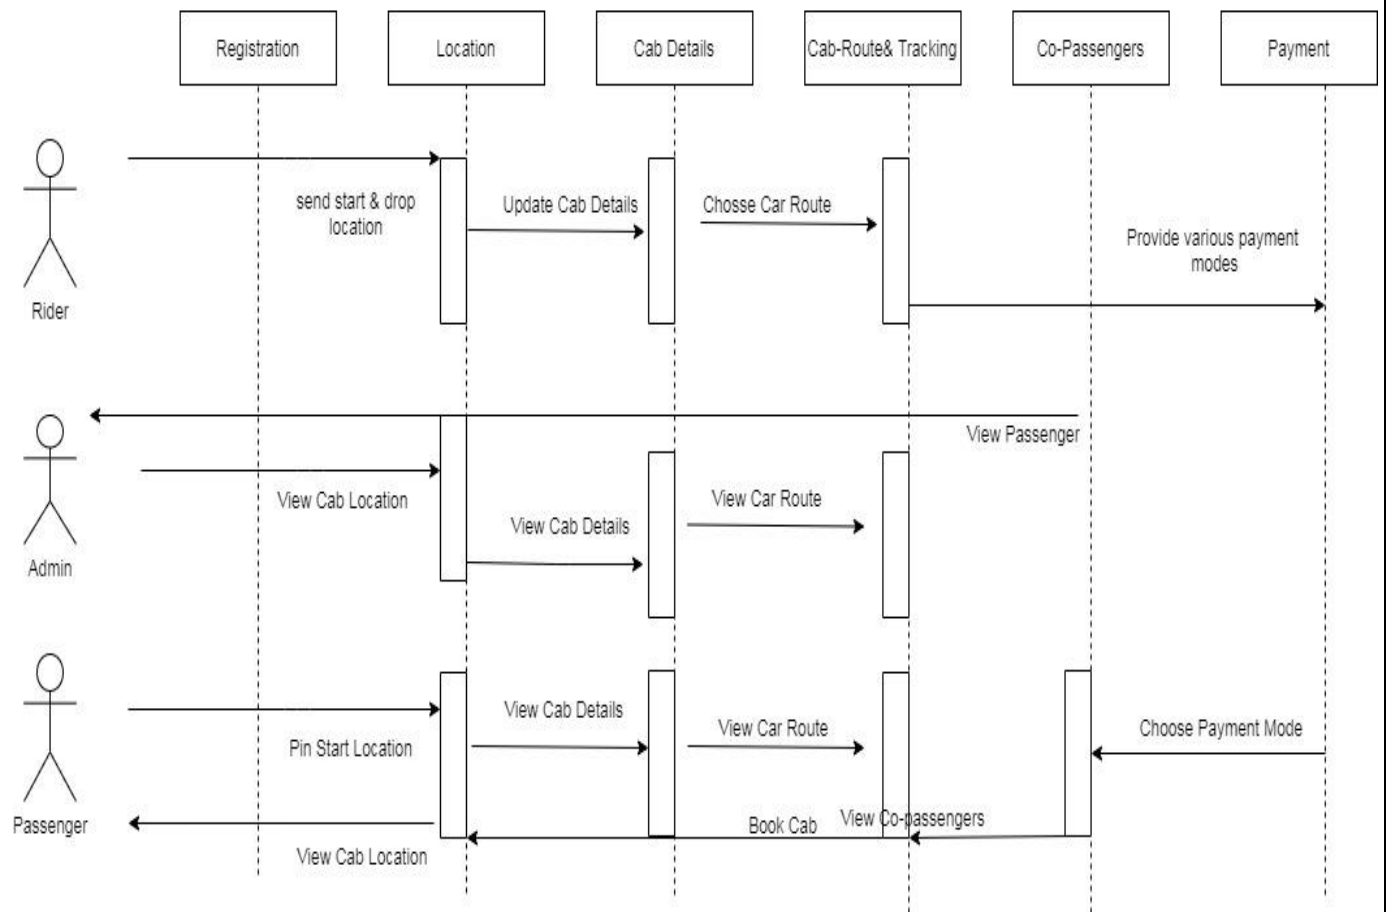 Registration
Location
Cab Details
Cab-Route& Tracking
Co-Passengers
Payment
send start & drop
location
Update Cab Details
Chosse Car Route
Provide various payment
modes
Rider
View Passenger
View Cab Location
View Cab Details
View Car Route
Admin
Pin Start Location
View Cab Details
View Car Route
Choose Payment Mode
Passenger
View Cab Location
Book Cab
View Co-passengers